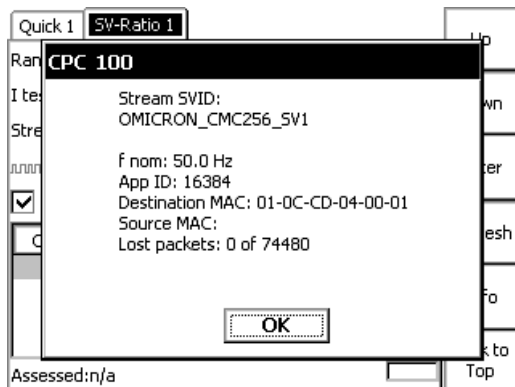 Quick 1
SV-Ratio 1
CPC 100
Stream SVID:
OMICRON_CMC256_SV1
f nom: 50.0 Hz
App ID: 16384
Destination MAC: 01-0C-CD-04-00-01
Source MAC:
Lost packets: 0 of 74480
OK
Assessed:n/a
Top